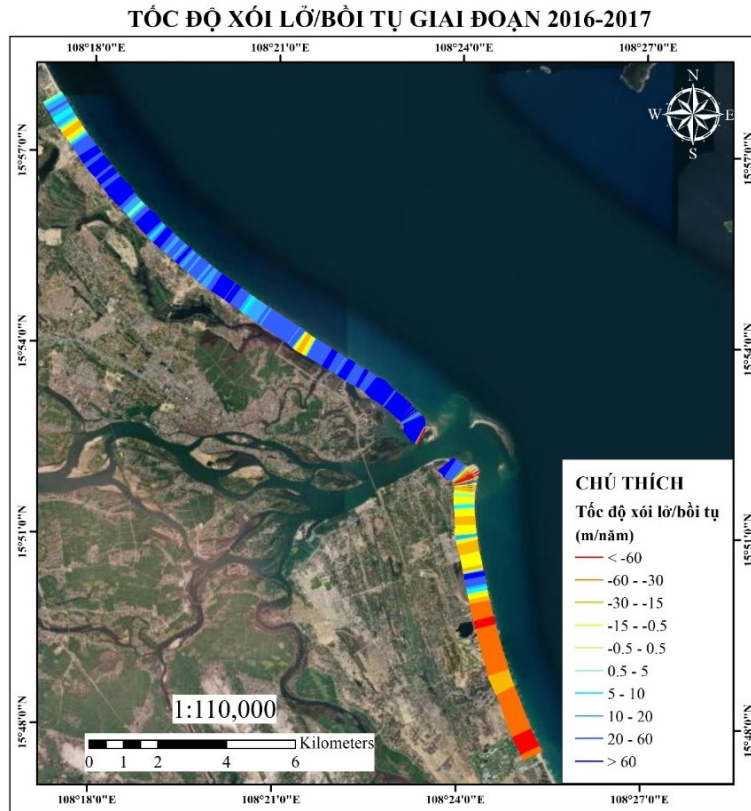 TỐC ĐỘ XÓI LỞ/BỒI TỤ GIAI ĐOẠN 2016-2017
108°18'0"E 108°21'0"E 108°24'0"E 108°27'0"E
N
W E
S
15°57'0"N 15°57'0"N
15°54'0"N 15°54'0"N
15°51'0"N 15°51'0"N
15°48'0"N 15°48'0"N
CHÚ THÍCH
Tốc độ xói lở/bồi tụ
(m/năm)
< -60
-60 - -30
-30 - -15
-15 - -0.5
-0.5 - 0.5
0.5 - 5
5 - 10
10 - 20
20 - 60
> 60
1:110,000
Kilometers
0 1 2 4 6
108°18'0"E 108°21'0"E 108°24'0"E 108°27'0"E